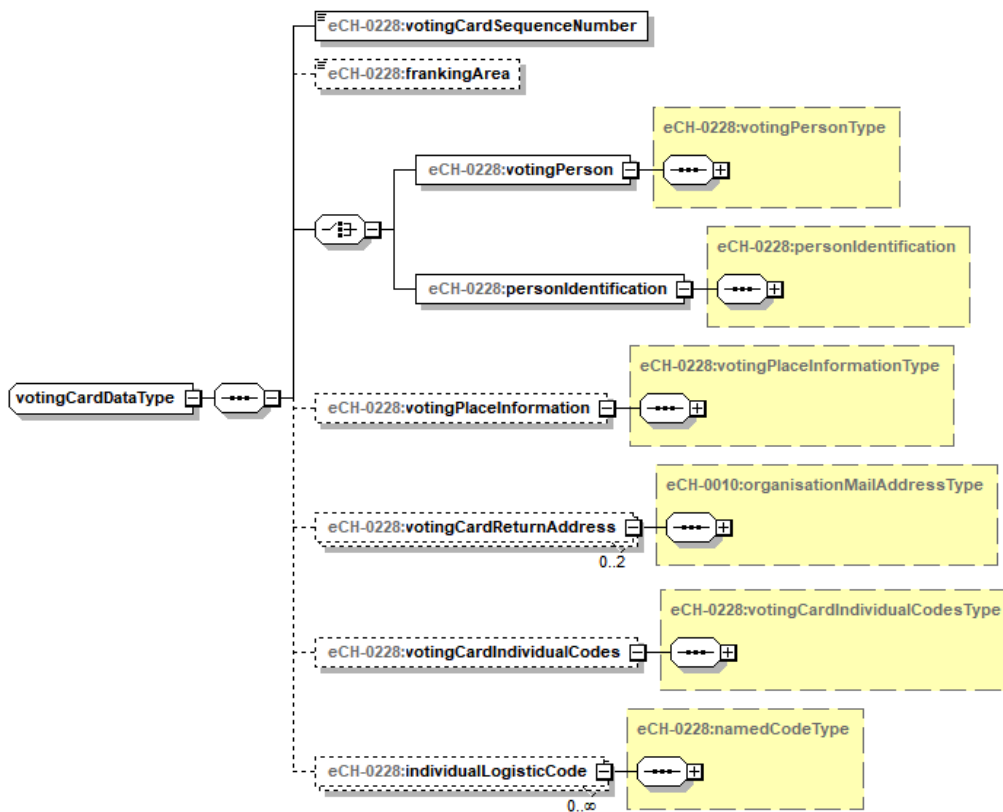 eCH-0228:votingCardSequenceNumber
eCH-0228:frankingArea
eCH-0228:votingPersonType
eCH-0228:votingPerson
eCH-0228:personIdentification
eCH-0228:personIdentification
eCH-0228:votingPlaceInformationType
votingCardDataType
eCH-0228:votingPlaceInformation
eCH-0010:organisationMailAddressType
eCH-0228:votingCardReturnAddress
0..2
eCH-0228:votingCardIndividualCodesType
eCH-0228:votingCardIndividualCodes
eCH-0228:namedCodeType
eCH-0228:individualLogisticCode
0..∞